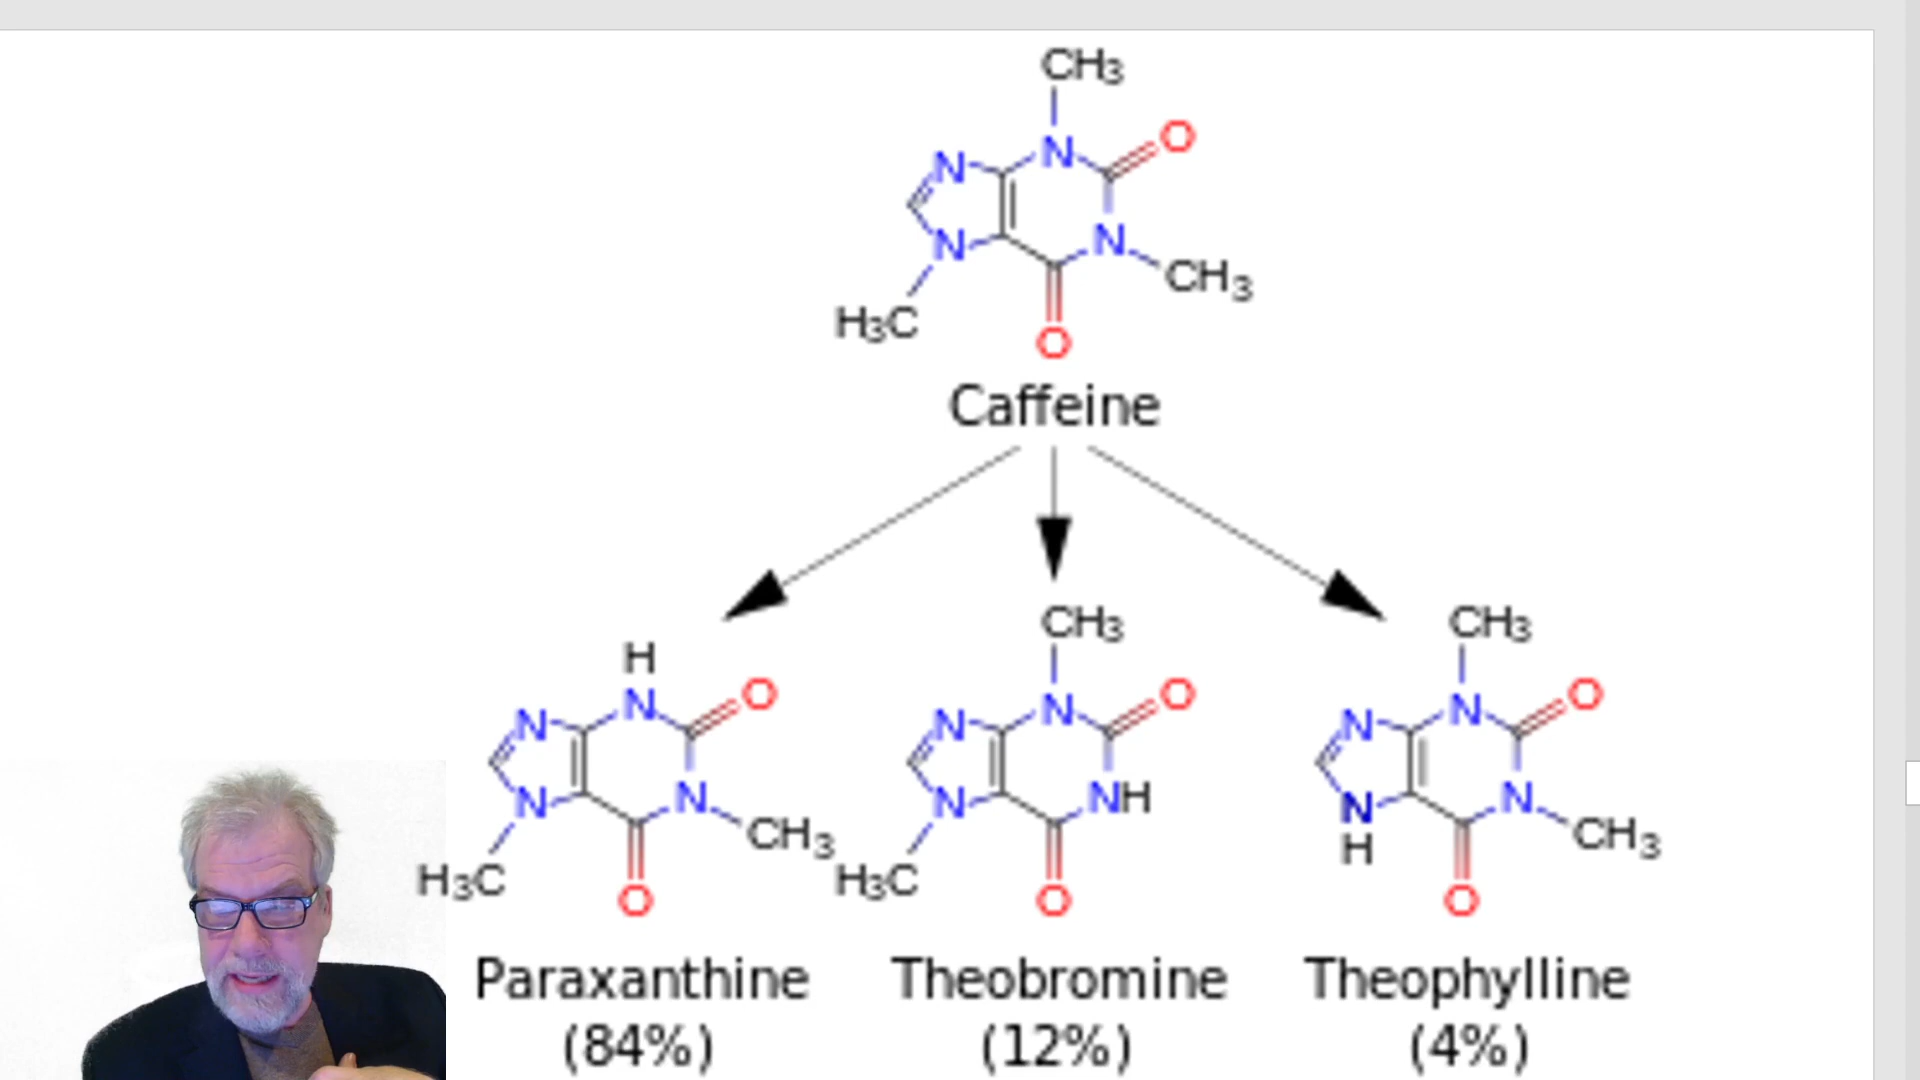 CH₃
N
N
O
N
N
CH₃
H₃C
O
Caffeine
H
N
N
O
N
N
CH₃
H₃C
O
CH₃
N
N
O
N
NH
H₃C
O
CH₃
N
N
O
N
H
N
CH₃
O
Paraxanthine
(84%)
Theobromine
(12%)
Theophylline
(4%)